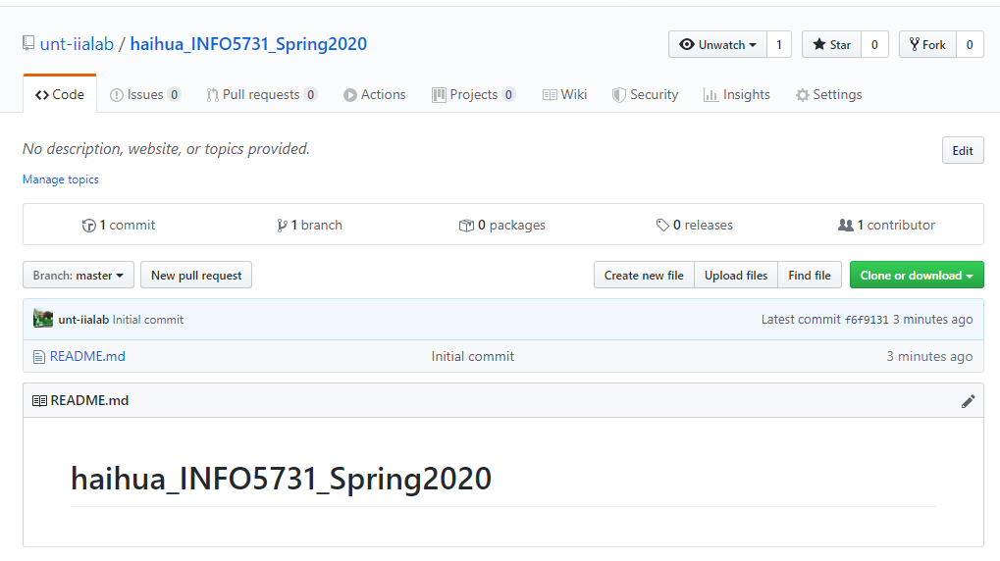 unt-iialab / haihua_INFO5731_Spring2020 Unwatch 1 Star 0 Fork 0
Code Issues 0 Pull requests 0 Actions Projects 0 Wiki Security Insights Settings
No description, website, or topics provided. Edit
Manage topics
1 commit 1 branch 0 packages 0 releases 1 contributor
Branch: master New pull request Create new file Upload files Find file Clone or download
unt-iialab Initial commit Latest commit f6f9131 3 minutes ago
README.md Initial commit 3 minutes ago
README.md
haihua_INFO5731_Spring2020